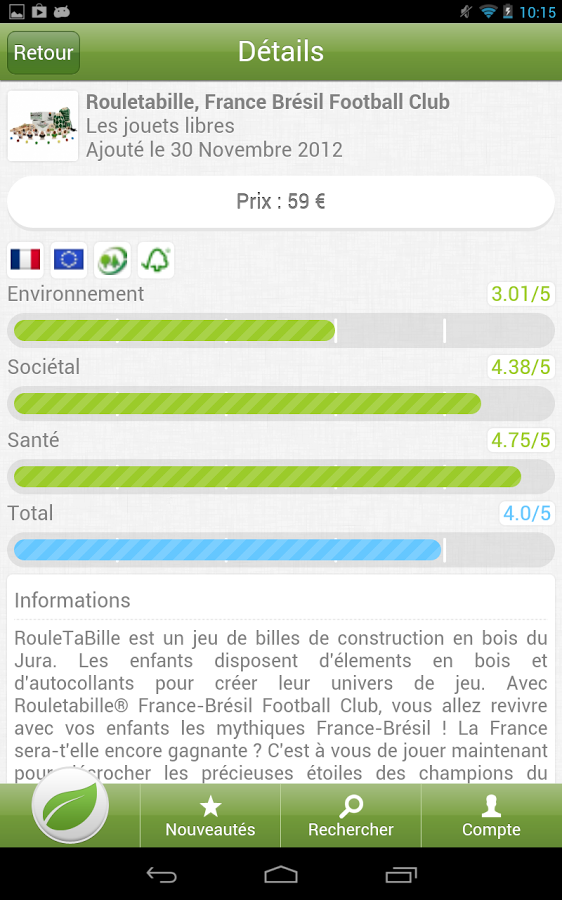 10:15
Retour
Détails
Rouletabille, France Brésil Football Club
Les jouets libres
Ajouté le 30 Novembre 2012
Prix : 59 €
Environnement 3.01/5
Sociétal 4.38/5
Santé 4.75/5
Total 4.0/5
Informations
RouleTaBille est un jeu de billes de construction en bois du
Jura. Les enfants disposent d'élements en bois et
d'autocollants pour créer leur univers de jeu. Avec
Rouletabille® France-Brésil Football Club, vous allez revivre
avec vos enfants les mythiques France-Brésil ! La France
sera-t'elle encore gagnante ? C'est à vous de jouer maintenant
pour décrocher les précieuses étoiles des champions du
Nouveautés
Rechercher
Compte